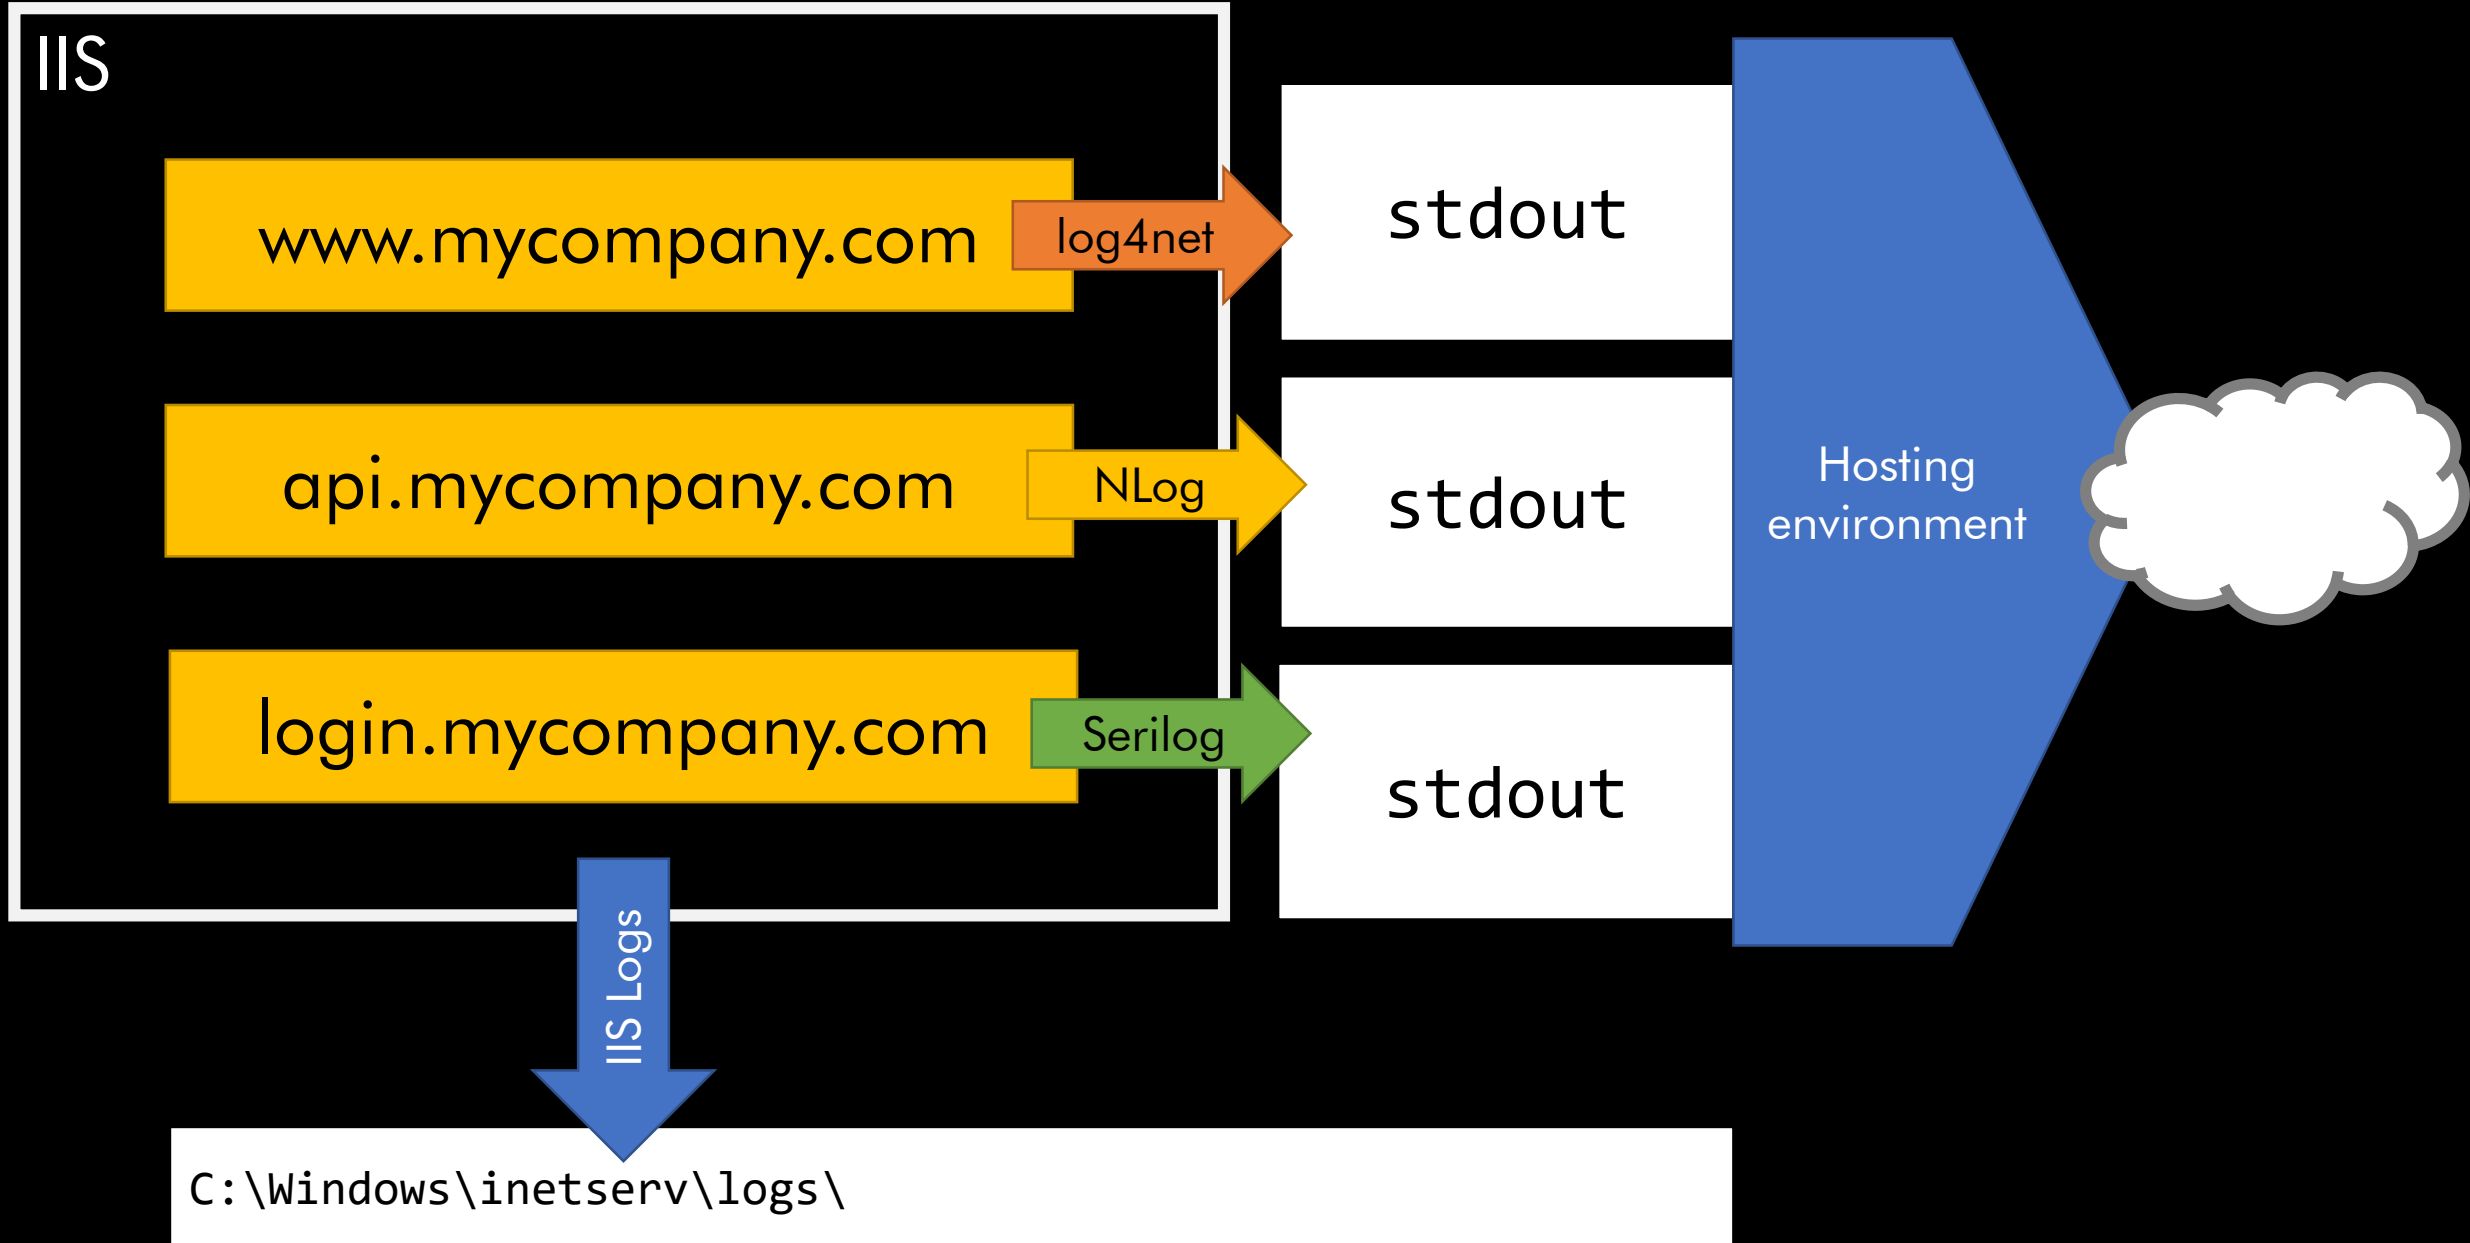 IIS
www.mycompany.com
log4net
stdout
api.mycompany.com
NLog
stdout
Hosting
environment
login.mycompany.com
Serilog
stdout
IIS Logs
C:\Windows\inetserv\logs\